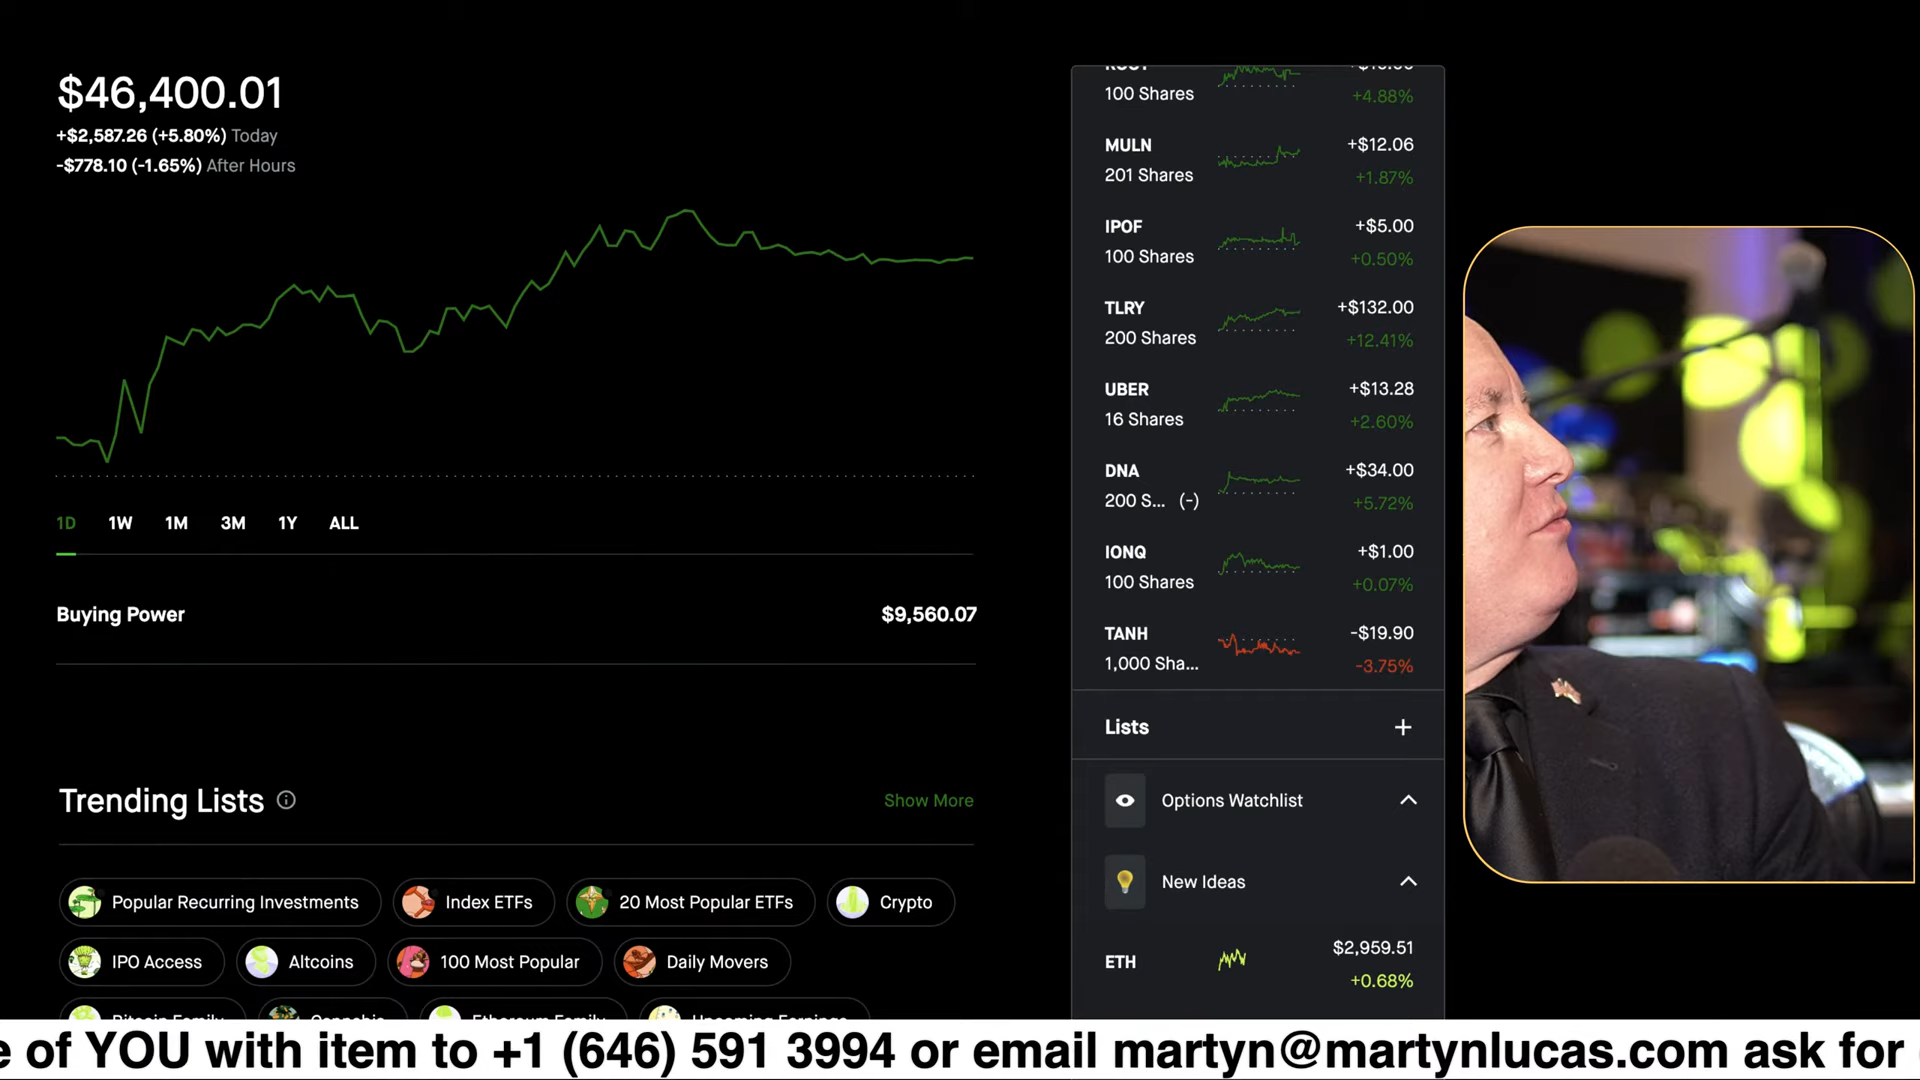 $46,400.01
+$2,587.26 (+5.80%) Today
-$778.10 (-1.65%) After Hours
1D 1W 1M 3M 1Y ALL
Buying Power $9,560.07
Trending Lists Show More
Popular Recurring Investments Index ETFs 20 Most Popular ETFs Crypto
IPO Access Altcoins 100 Most Popular Daily Movers
100 Shares +4.88%
MULN +$12.06
201 Shares +1.87%
IPOF +$5.00
100 Shares +0.50%
TLRY +$132.00
200 Shares +12.41%
UBER +$13.28
16 Shares +2.60%
DNA +$34.00
200 S... (-) +5.72%
IONQ +$1.00
100 Shares +0.07%
TANH -$19.90
1,000 Sha... -3.75%
Lists +
Options Watchlist
New Ideas
ETH $2,959.51
+0.68%
of YOU with item to +1 (646) 591 3994 or email martyn@martynlucas.com ask for